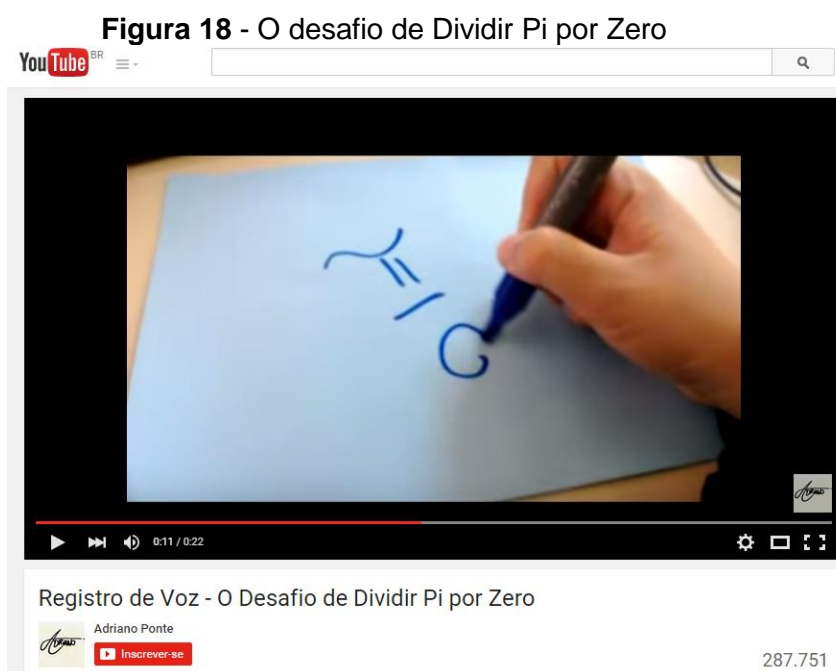 Figura 18 - O desafio de Dividir Pi por Zero
YouTube BR
π
0:11 / 0:22
Registro de Voz - O Desafio de Dividir Pi por Zero
Adriano Ponte
Inscrever-se
287.751